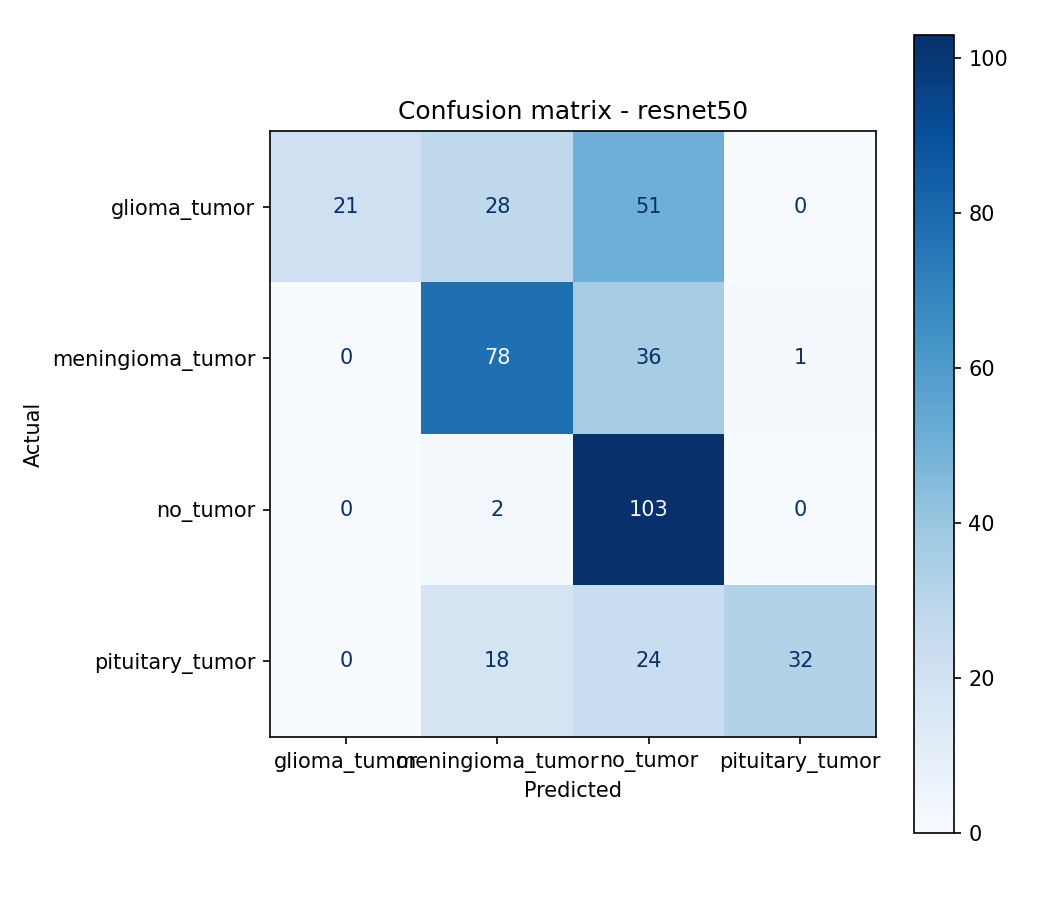 Confusion matrix - resnet50
glioma_tumor 21 28 51 0
meningioma_tumor 0 78 36 1
no_tumor 0 2 103 0
pituitary_tumor 0 18 24 32
Actual
glioma_tumor meningioma_tumor no_tumor pituitary_tumor
Predicted
100
80
60
40
20
0